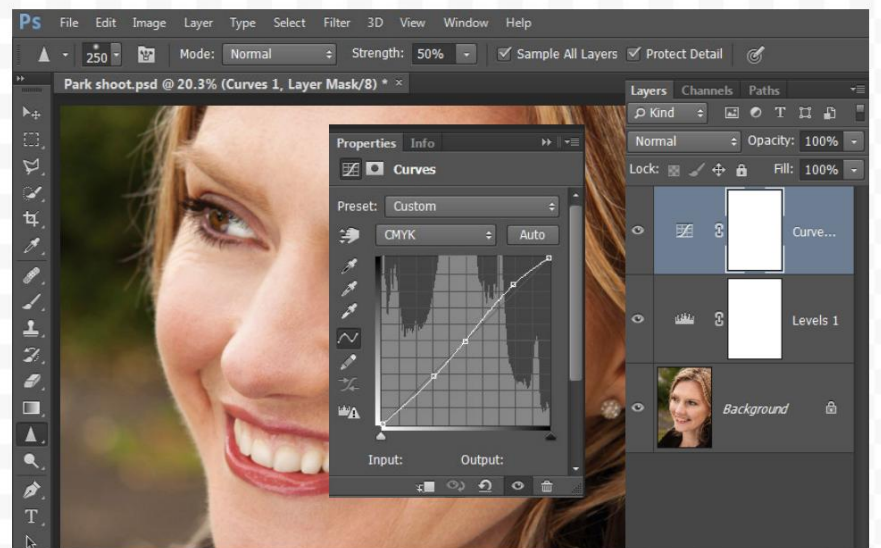 Ps File Edit Image Layer Type Select Filter 3D View Window Help
250 Mode: Normal Strength: 50% Sample All Layers Protect Detail
Park shoot.psd @ 20.3% (Curves 1, Layer Mask/8) * ×
Layers Channels Paths
Kind
Normal Opacity: 100%
Lock: Fill: 100%
Curve...
Levels 1
Background
Properties Info
Curves
Preset: Custom
CMYK Auto
Input: Output:
T